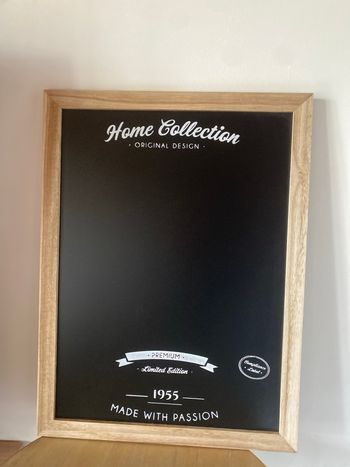 Home Collection
· ORIGINAL DESIGN ·
PREMIUM
· Limited Edition ·
1955
MADE WITH PASSION